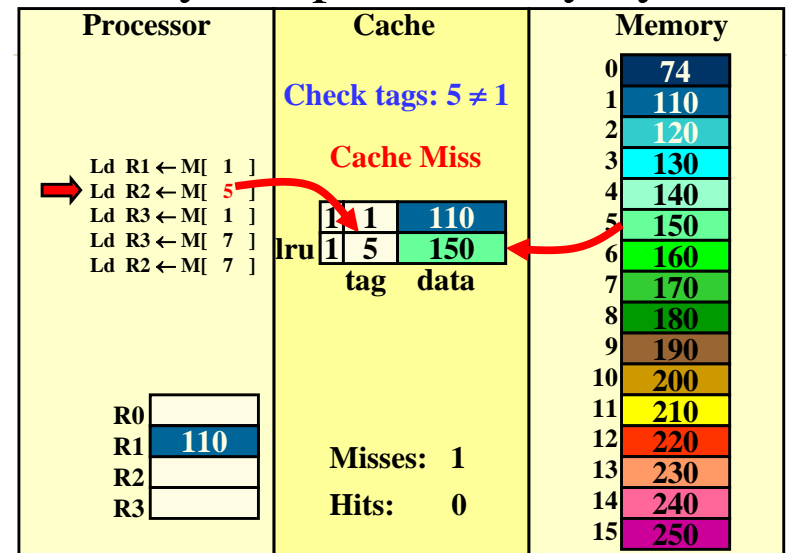 Processor
Ld R1 ← M[ 1 ]
Ld R2 ← M[ 5 ]
Ld R3 ← M[ 1 ]
Ld R3 ← M[ 7 ]
Ld R2 ← M[ 7 ]
R0
R1 110
R2
R3
Cache
Check tags: 5 ≠ 1
Cache Miss
1 1 110
lru 1 5 150
tag data
Misses: 1
Hits: 0
Memory
0 74
1 110
2 120
3 130
4 140
5 150
6 160
7 170
8 180
9 190
10 200
11 210
12 220
13 230
14 240
15 250